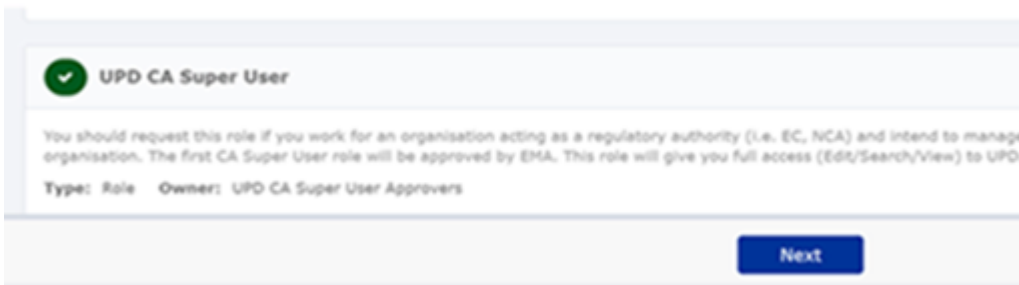 UPD CA Super User
You should request this role if you work for an organisation acting as a regulatory authority (i.e. EC, NCA) and intend to manage
organisation. The first CA Super User role will be approved by EMA. This role will give you full access (Edit/Search/View) to UPD
Type: Role Owner: UPD CA Super User Approvers
Next